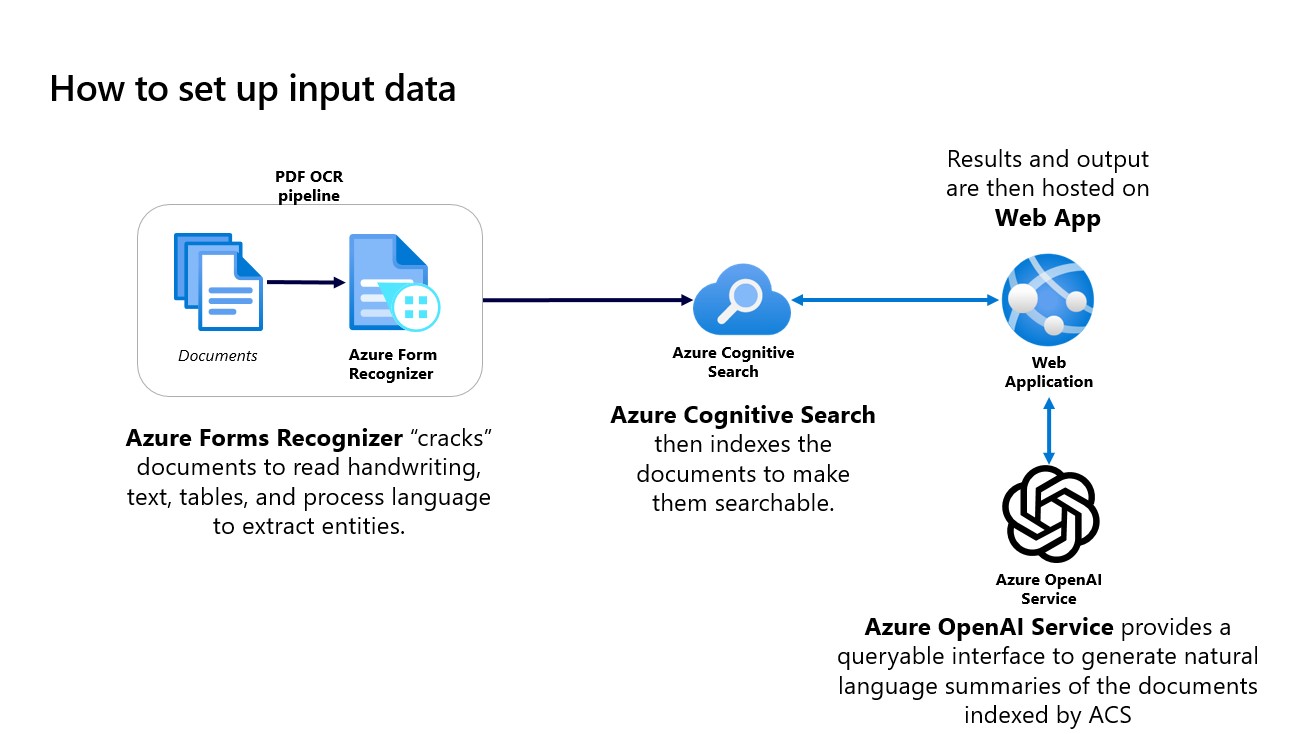 How to set up input data
PDF OCR
pipeline
Documents
Azure Form
Recognizer
Azure Forms Recognizer “cracks”
documents to read handwriting,
text, tables, and process language
to extract entities.
Azure Cognitive
Search
Azure Cognitive Search
then indexes the
documents to make
them searchable.
Results and output
are then hosted on
Web App
Web
Application
Azure OpenAI
Service
Azure OpenAI Service provides a
queryable interface to generate natural
language summaries of the documents
indexed by ACS